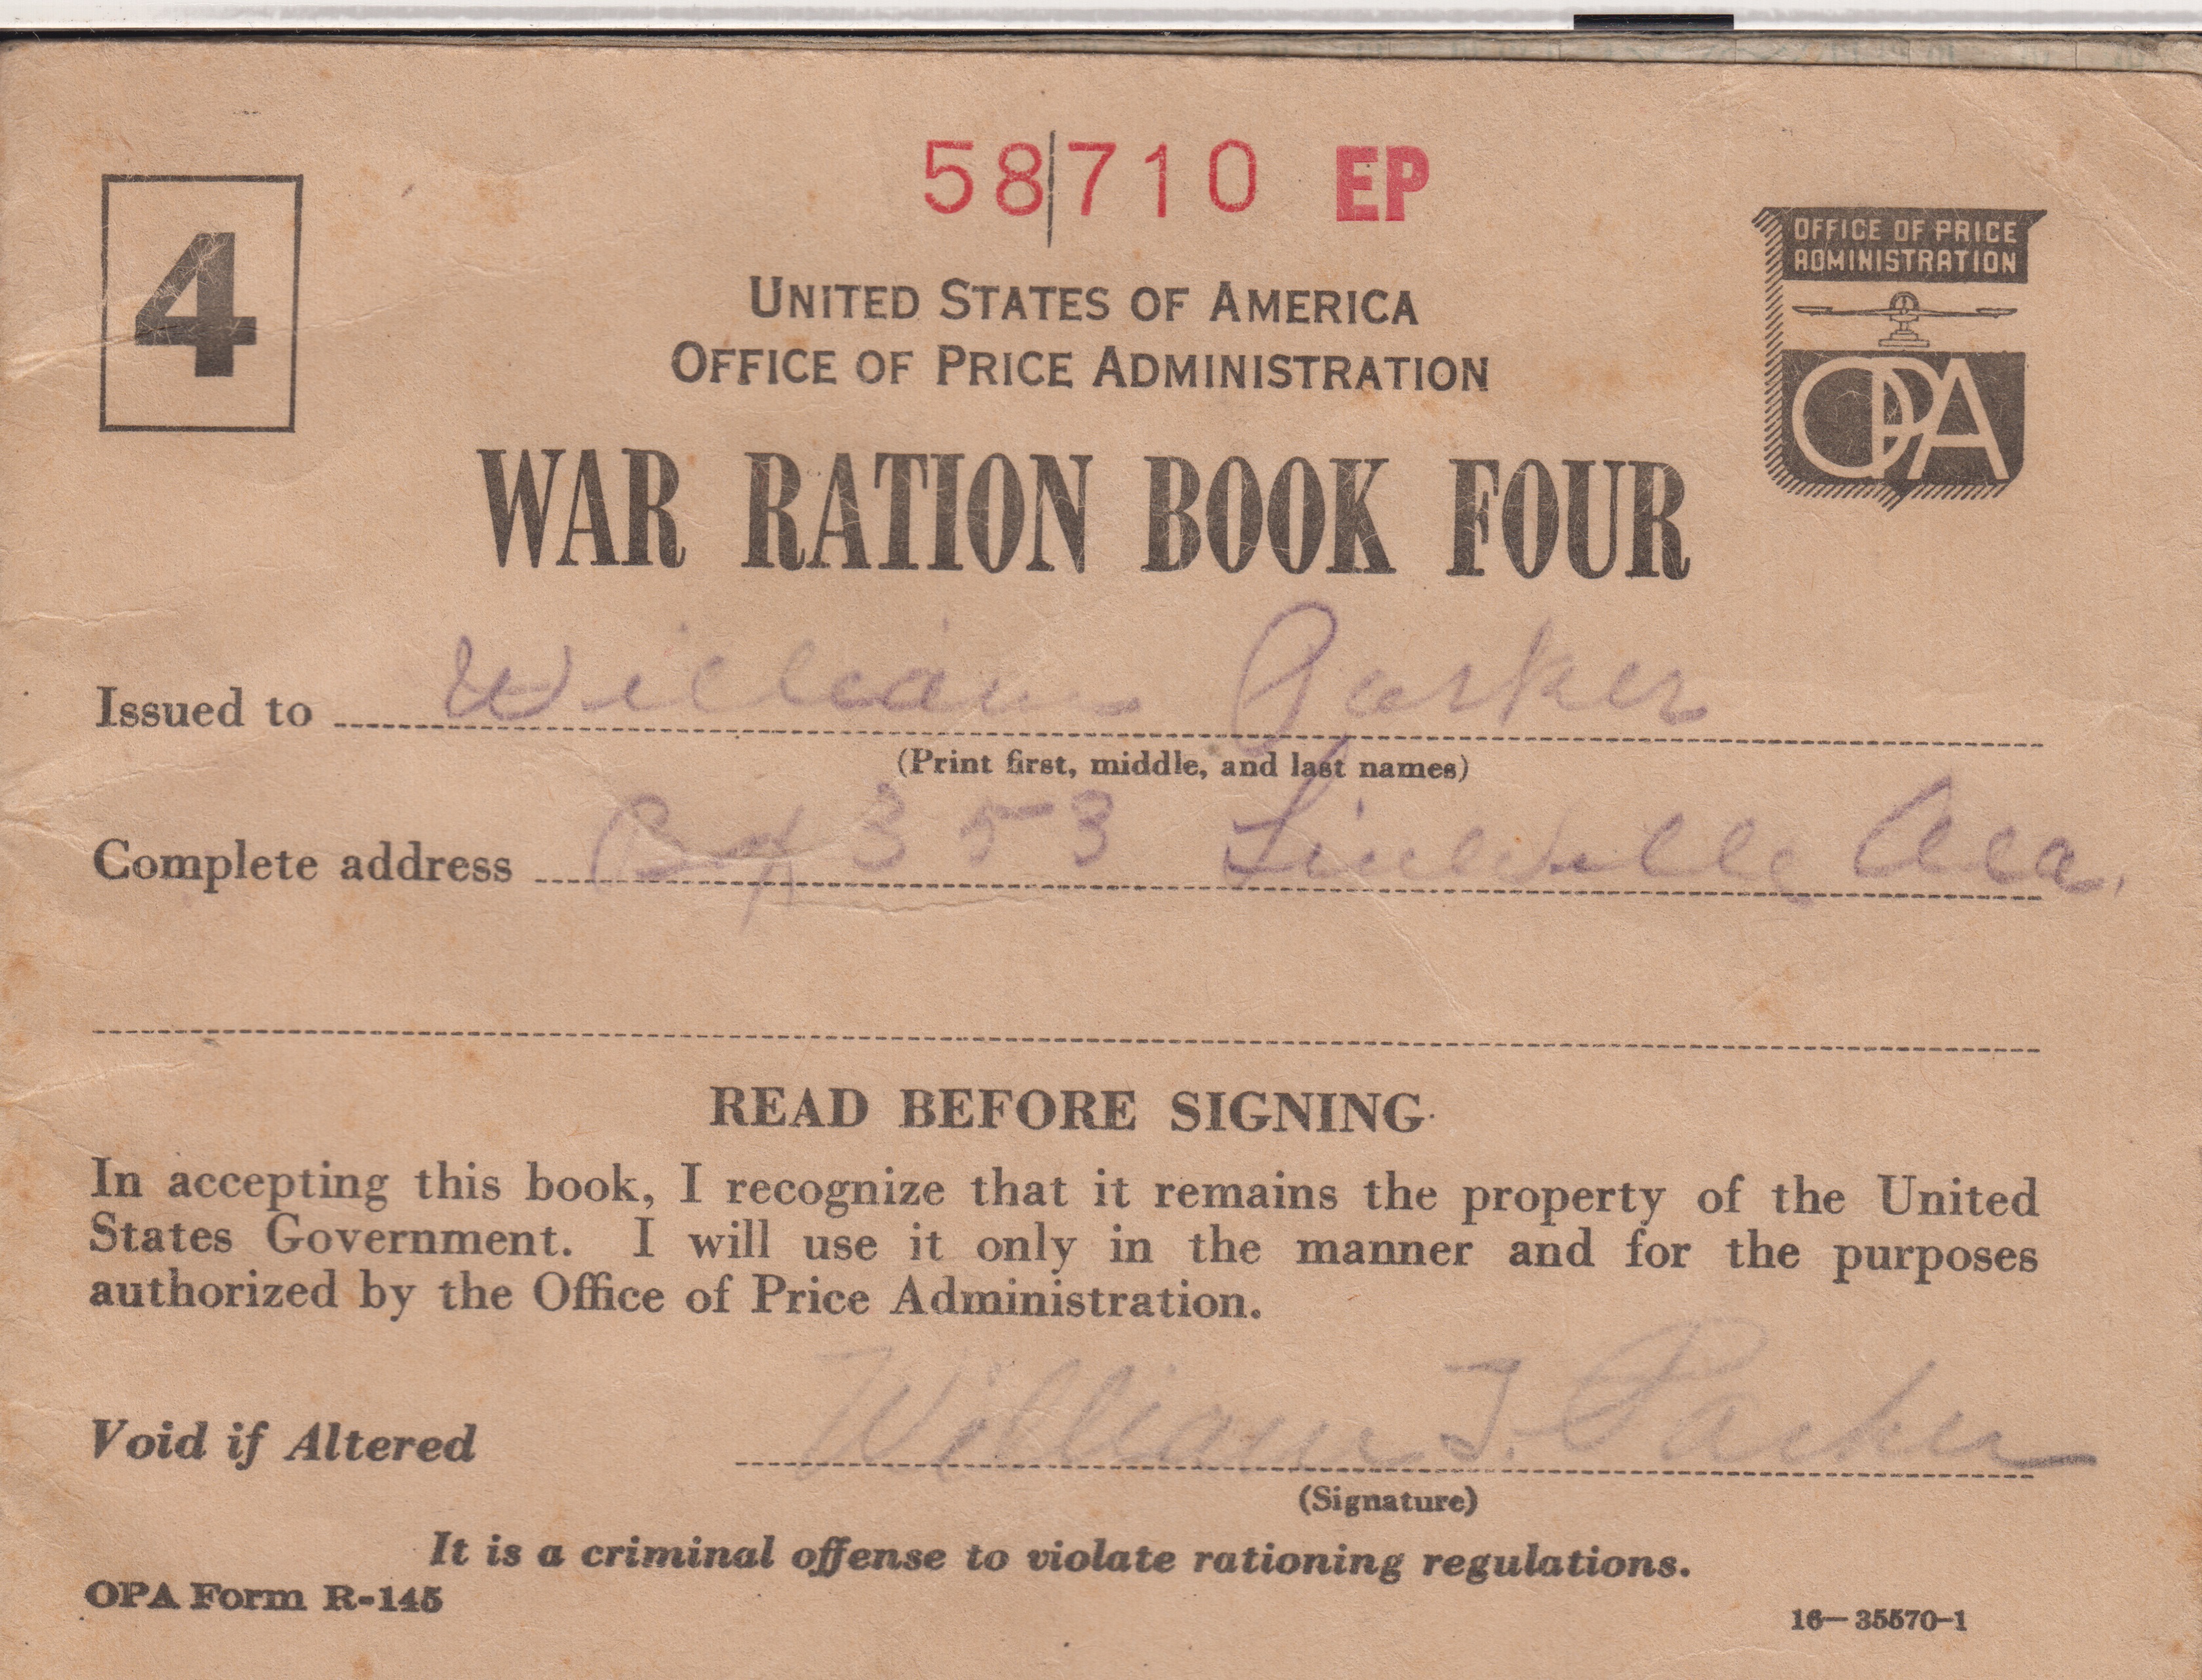 58710 EP
4
OFFICE OF PRICE
ADMINISTRATION
OPA
UNITED STATES OF AMERICA
OFFICE OF PRICE ADMINISTRATION
WAR RATION BOOK FOUR
Issued to William Parker
(Print first, middle, and last names)
Complete address Box 353 Lineville Ala.
READ BEFORE SIGNING
In accepting this book, I recognize that it remains the property of the United
States Government. I will use it only in the manner and for the purposes
authorized by the Office of Price Administration.
Void if Altered William T. Parker
(Signature)
It is a criminal offense to violate rationing regulations.
OPA Form R-145
16—35570-1